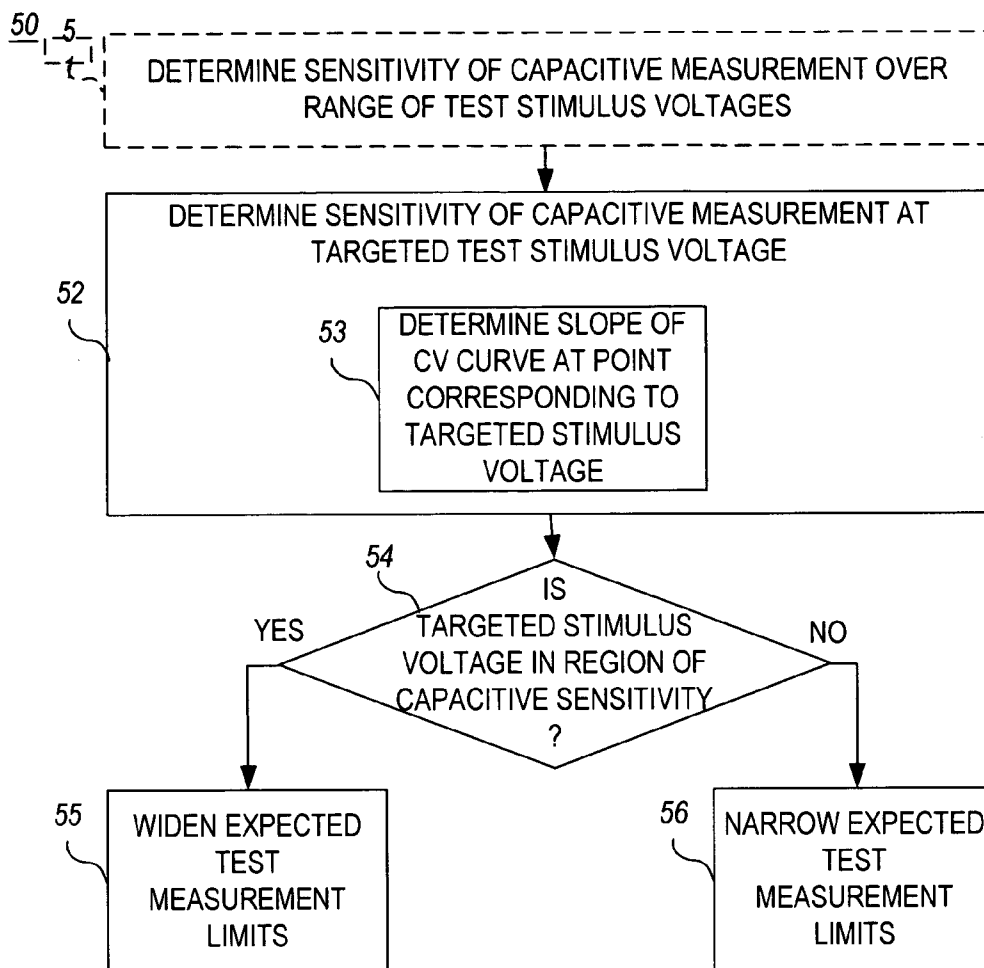 50
5
DETERMINE SENSITIVITY OF CAPACITIVE MEASUREMENT OVER
RANGE OF TEST STIMULUS VOLTAGES
DETERMINE SENSITIVITY OF CAPACITIVE MEASUREMENT AT
TARGETED TEST STIMULUS VOLTAGE
52
53
DETERMINE SLOPE OF
CV CURVE AT POINT
CORRESPONDING TO
TARGETED STIMULUS
VOLTAGE
54
IS
TARGETED STIMULUS
VOLTAGE IN REGION OF
CAPACITIVE SENSITIVITY
?
YES
NO
55
WIDEN EXPECTED
TEST
MEASUREMENT
LIMITS
56
NARROW EXPECTED
TEST
MEASUREMENT
LIMITS